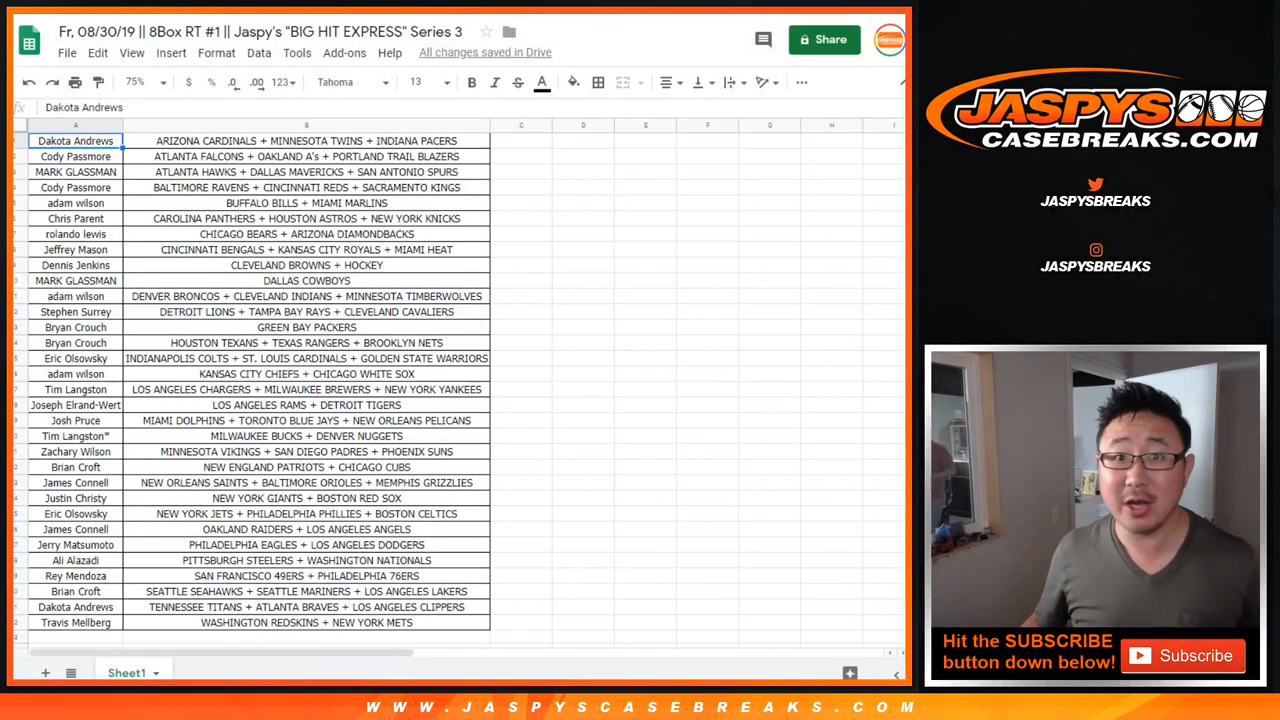 Fr, 08/30/19 || 8Box RT #1 || Jaspy's "BIG HIT EXPRESS" Series 3
File Edit View Insert Format Data Tools Add-ons Help All changes saved in Drive
Share
75% $ % .0 .00 123 Tahoma 13 B I S A
fx Dakota Andrews
A B C D E F G H I
Dakota Andrews ARIZONA CARDINALS + MINNESOTA TWINS + INDIANA PACERS
Cody Passmore ATLANTA FALCONS + OAKLAND A's + PORTLAND TRAIL BLAZERS
MARK GLASSMAN ATLANTA HAWKS + DALLAS MAVERICKS + SAN ANTONIO SPURS
Cody Passmore BALTIMORE RAVENS + CINCINNATI REDS + SACRAMENTO KINGS
adam wilson BUFFALO BILLS + MIAMI MARLINS
Chris Parent CAROLINA PANTHERS + HOUSTON ASTROS + NEW YORK KNICKS
rolando lewis CHICAGO BEARS + ARIZONA DIAMONDBACKS
Jeffrey Mason CINCINNATI BENGALS + KANSAS CITY ROYALS + MIAMI HEAT
Dennis Jenkins CLEVELAND BROWNS + HOCKEY
MARK GLASSMAN DALLAS COWBOYS
adam wilson DENVER BRONCOS + CLEVELAND INDIANS + MINNESOTA TIMBERWOLVES
Stephen Surrey DETROIT LIONS + TAMPA BAY RAYS + CLEVELAND CAVALIERS
Bryan Crouch GREEN BAY PACKERS
Bryan Crouch HOUSTON TEXANS + TEXAS RANGERS + BROOKLYN NETS
Eric Olsowsky INDIANAPOLIS COLTS + ST. LOUIS CARDINALS + GOLDEN STATE WARRIORS
adam wilson KANSAS CITY CHIEFS + CHICAGO WHITE SOX
Tim Langston LOS ANGELES CHARGERS + MILWAUKEE BREWERS + NEW YORK YANKEES
Joseph Elrand-Wert LOS ANGELES RAMS + DETROIT TIGERS
Josh Pruce MIAMI DOLPHINS + TORONTO BLUE JAYS + NEW ORLEANS PELICANS
Tim Langston* MILWAUKEE BUCKS + DENVER NUGGETS
Zachary Wilson MINNESOTA VIKINGS + SAN DIEGO PADRES + PHOENIX SUNS
Brian Croft NEW ENGLAND PATRIOTS + CHICAGO CUBS
James Connell NEW ORLEANS SAINTS + BALTIMORE ORIOLES + MEMPHIS GRIZZLIES
Justin Christy NEW YORK GIANTS + BOSTON RED SOX
Eric Olsowsky NEW YORK JETS + PHILADELPHIA PHILLIES + BOSTON CELTICS
James Connell OAKLAND RAIDERS + LOS ANGELES ANGELS
Jerry Matsumoto PHILADELPHIA EAGLES + LOS ANGELES DODGERS
Ali Alazadi PITTSBURGH STEELERS + WASHINGTON NATIONALS
Rey Mendoza SAN FRANCISCO 49ERS + PHILADELPHIA 76ERS
Brian Croft SEATTLE SEAHAWKS + SEATTLE MARINERS + LOS ANGELES LAKERS
Dakota Andrews TENNESSEE TITANS + ATLANTA BRAVES + LOS ANGELES CLIPPERS
Travis Mellberg WASHINGTON REDSKINS + NEW YORK METS
Sheet1
JASPYS
CASEBREAKS.COM
JASPYSBREAKS
JASPYSBREAKS
Hit the SUBSCRIBE
button down below!
Subscribe
WWW.JASPYSCASEBREAKS.COM